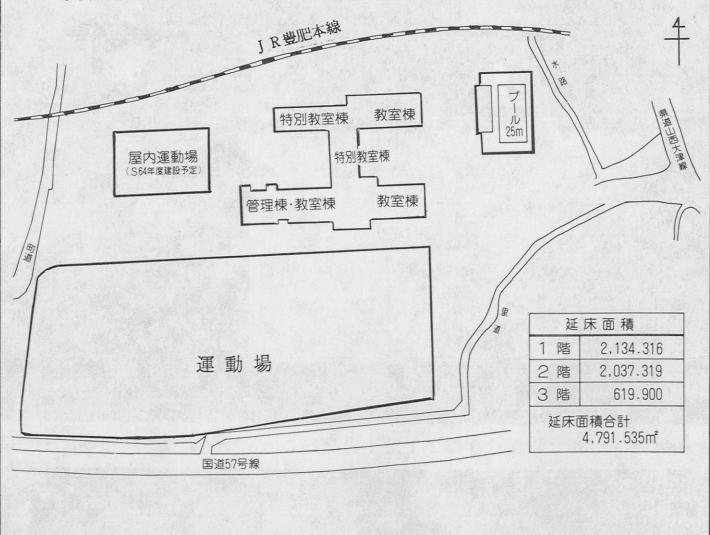 JR豊肥本線
4
水路
特別教室棟 教室棟
プール
25m
県道山西大津線
屋内運動場
(S64年度建設予定)
特別教室棟
管理棟・教室棟 教室棟
里道
運動場
延床面積
1階 2,134.316
2階 2,037.319
3階 619.900
延床面積合計
4,791.535㎡
国道57号線